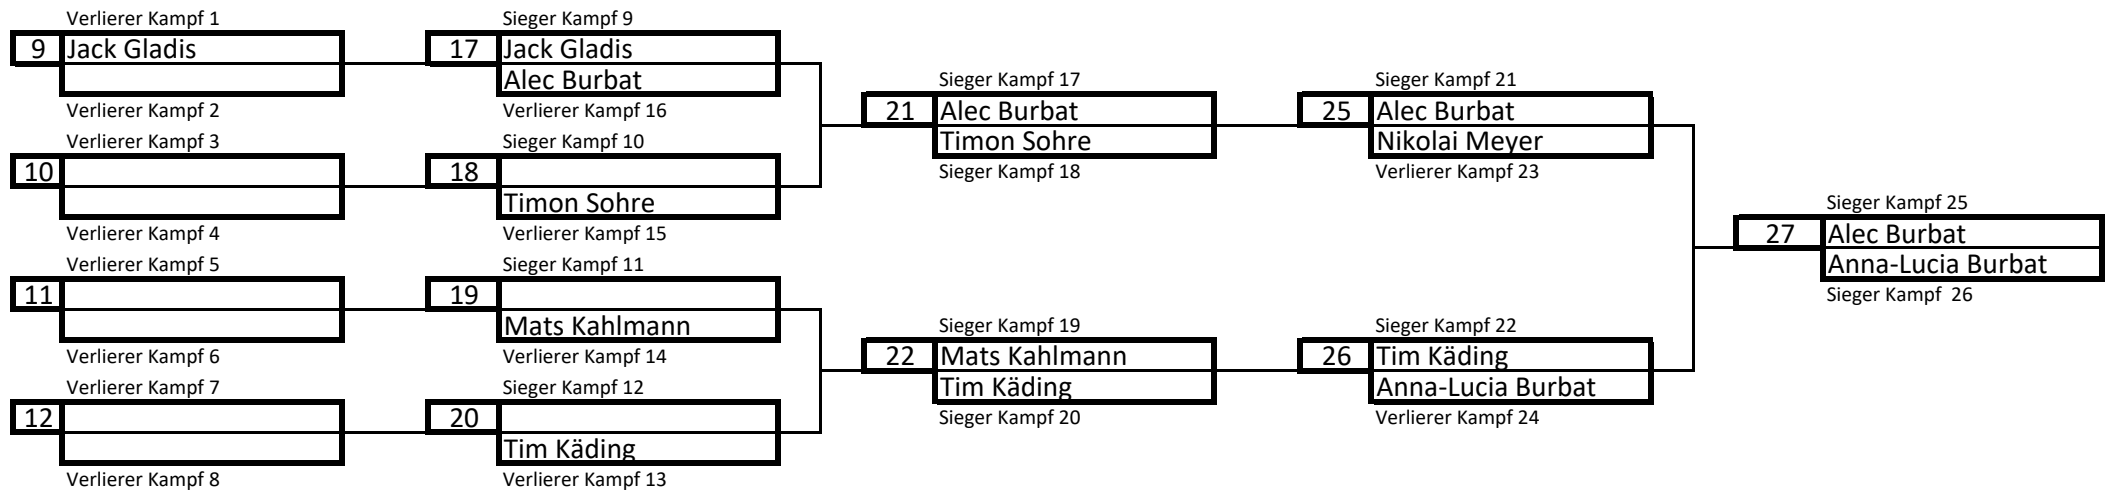 Verlierer Kampf 1
9 Jack Gladis
Verlierer Kampf 2
Verlierer Kampf 3
10
Verlierer Kampf 4
Verlierer Kampf 5
11
Verlierer Kampf 6
Verlierer Kampf 7
12
Verlierer Kampf 8
Sieger Kampf 9
17 Jack Gladis
Alec Burbat
Verlierer Kampf 16
Sieger Kampf 10
18
Timon Sohre
Verlierer Kampf 15
Sieger Kampf 11
19
Mats Kahlmann
Verlierer Kampf 14
Sieger Kampf 12
20
Tim Käding
Verlierer Kampf 13
Sieger Kampf 17
21 Alec Burbat
Timon Sohre
Sieger Kampf 18
Sieger Kampf 19
22 Mats Kahlmann
Tim Käding
Sieger Kampf 20
Sieger Kampf 21
25 Alec Burbat
Nikolai Meyer
Verlierer Kampf 23
Sieger Kampf 22
26 Tim Käding
Anna-Lucia Burbat
Verlierer Kampf 24
Sieger Kampf 25
27 Alec Burbat
Anna-Lucia Burbat
Sieger Kampf 26